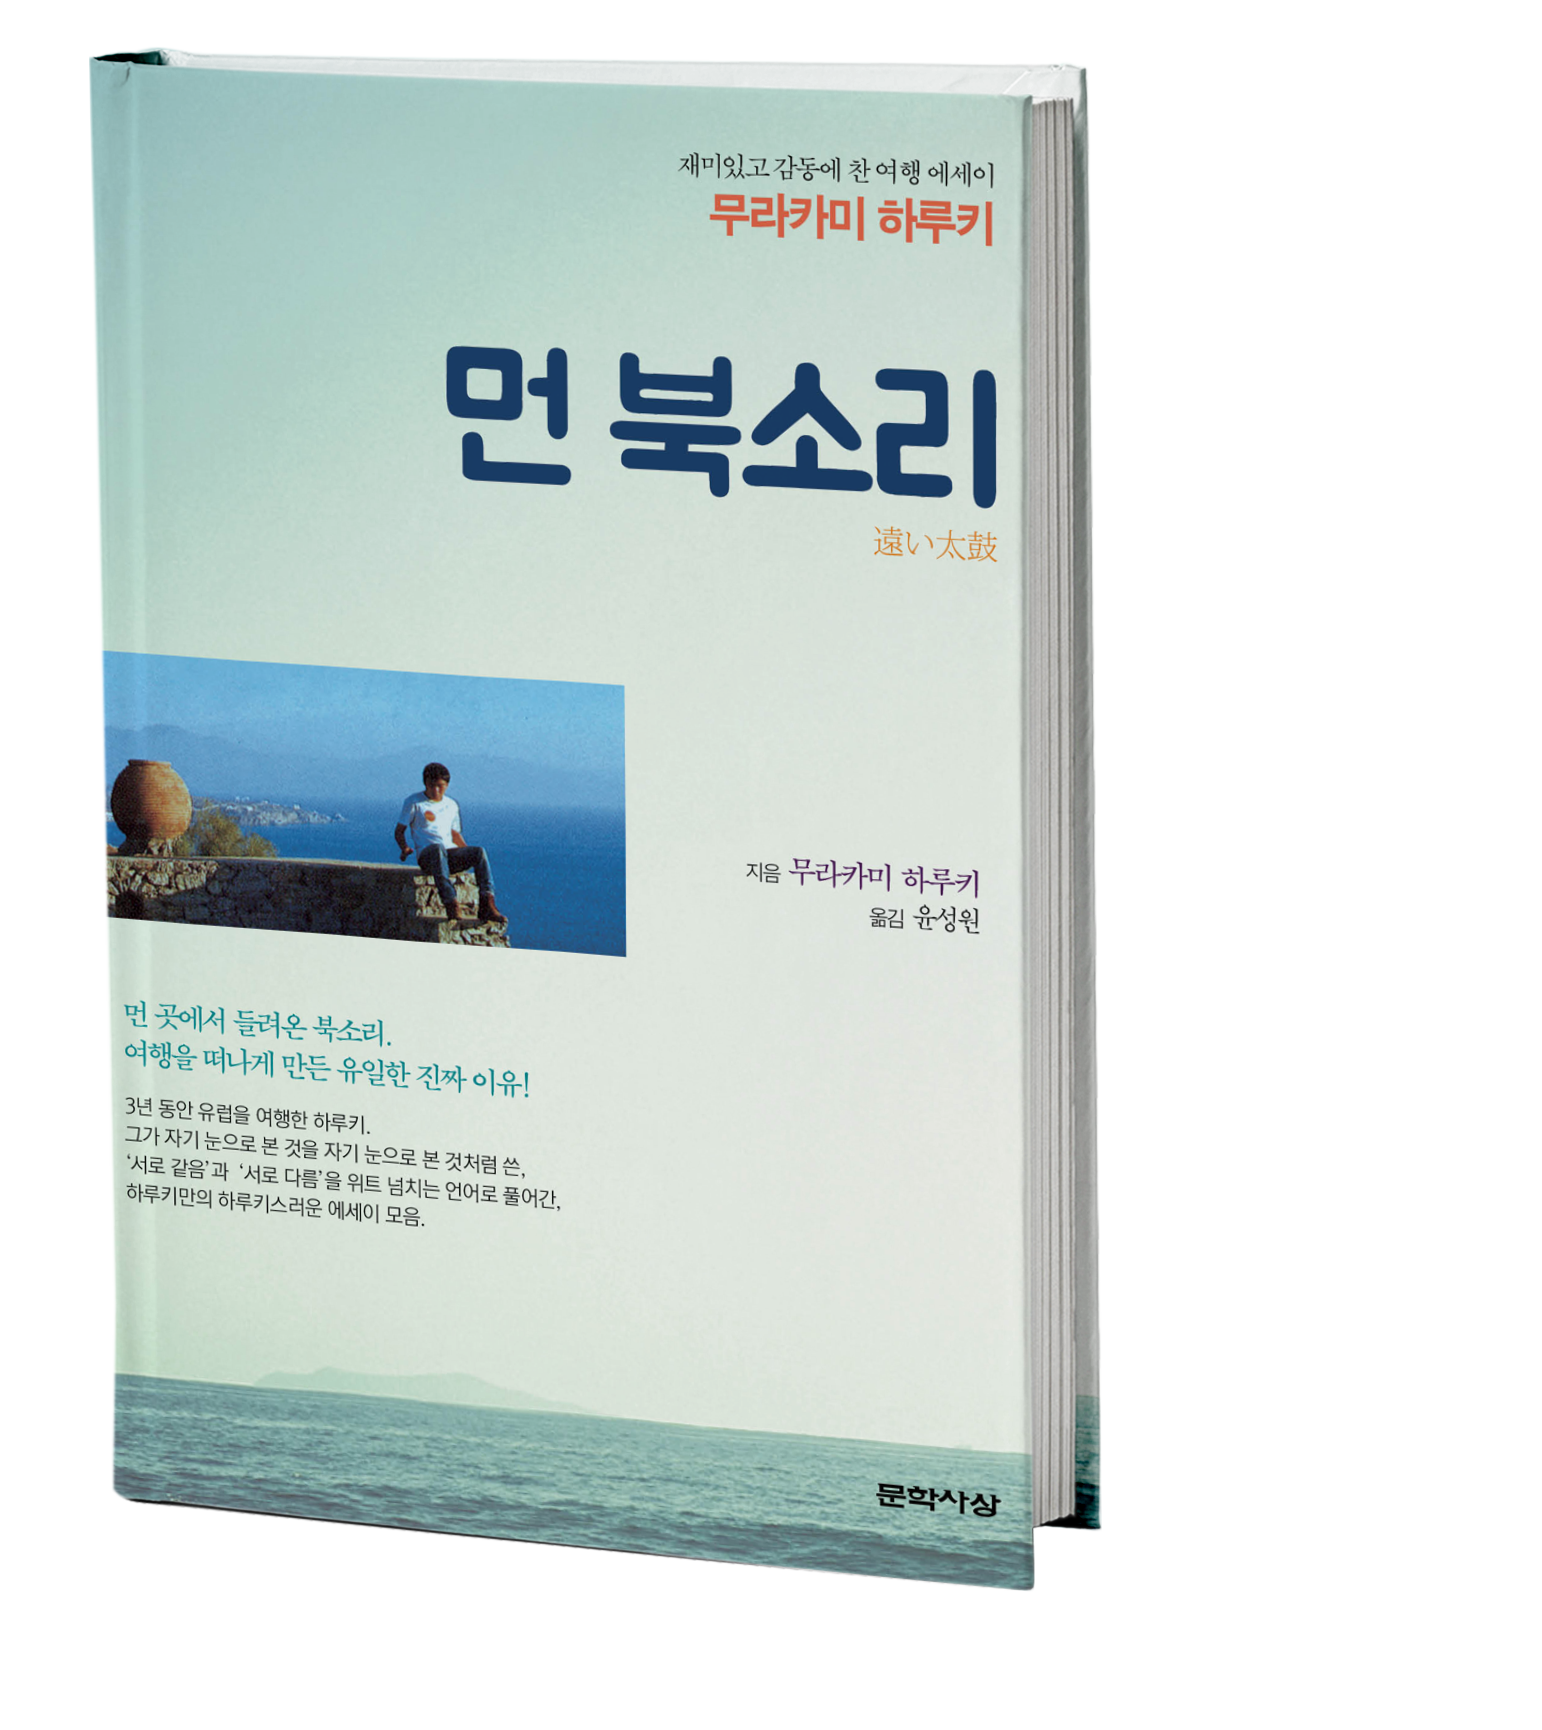 재미있고 감동에 찬 여행 에세이
무라카미 하루키
먼 북소리
遠い太鼓
지음 무라카미 하루키
옮김 윤성원
먼 곳에서 들려온 북소리.
여행을 떠나게 만든 유일한 진짜 이유!
3년 동안 유럽을 여행한 하루키.
그가 자기 눈으로 본 것을 자기 눈으로 본 것처럼 쓴,
‘서로 같음’과 ‘서로 다름’을 위트 넘치는 언어로 풀어간,
하루키만의 하루키스러운 에세이 모음.
문학사상